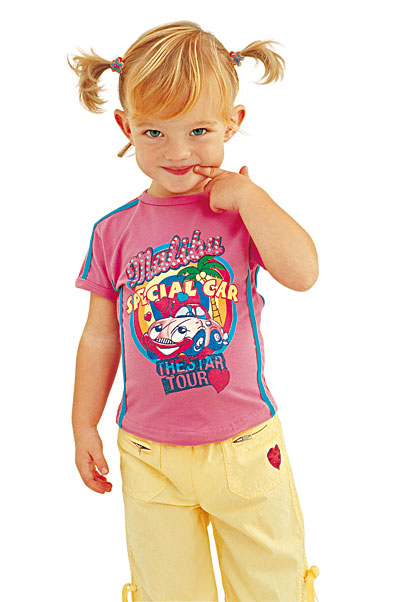 Malibu
SPECIAL CAR
THE STAR
TOUR